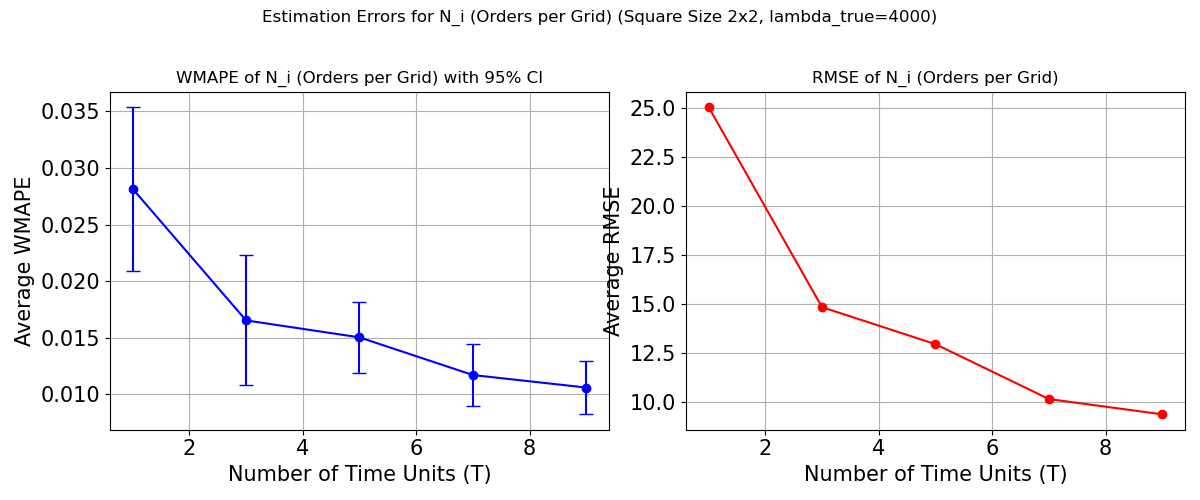 Estimation Errors for N_i (Orders per Grid) (Square Size 2x2, lambda_true=4000)
WMAPE of N_i (Orders per Grid) with 95% CI
Average WMAPE
0.035
0.030
0.025
0.020
0.015
0.010
2 4 6 8
Number of Time Units (T)
RMSE of N_i (Orders per Grid)
Average RMSE
25.0
22.5
20.0
17.5
15.0
12.5
10.0
2 4 6 8
Number of Time Units (T)